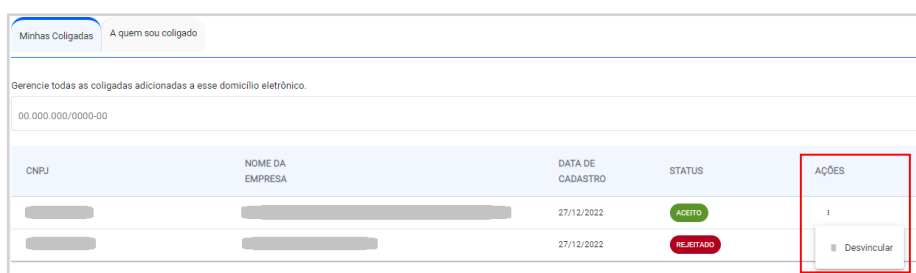 Minhas Coligadas A quem sou coligado
Gerencie todas as coligadas adicionadas a esse domicílio eletrônico.
00.000.000/0000-00
CNPJ NOME DA EMPRESA DATA DE CADASTRO STATUS AÇÕES
27/12/2022 ACEITO
27/12/2022 REJEITADO Desvincular